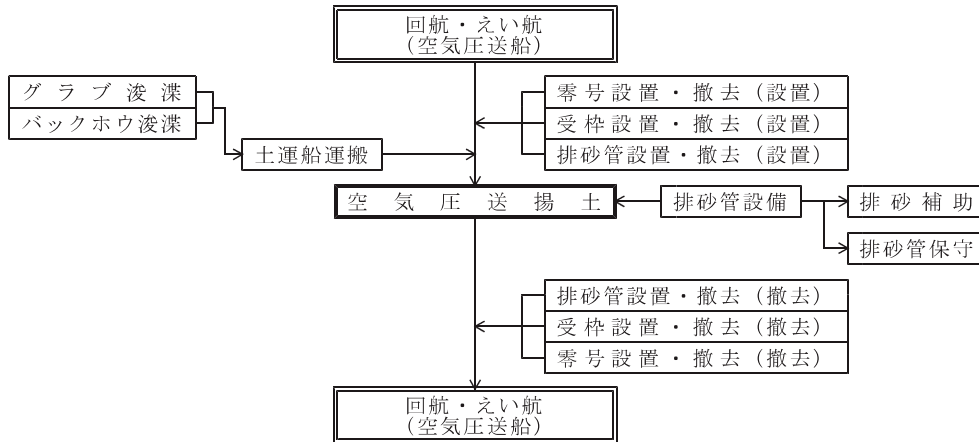 回航・えい航
（空気圧送船）
グラブ浚渫
バックホウ浚渫
零号設置・撤去（設置）
受枠設置・撤去（設置）
排砂管設置・撤去（設置）
土運船運搬
空気圧送揚土
排砂管設備
排砂補助
排砂管保守
排砂管設置・撤去（撤去）
受枠設置・撤去（撤去）
零号設置・撤去（撤去）
回航・えい航
（空気圧送船）